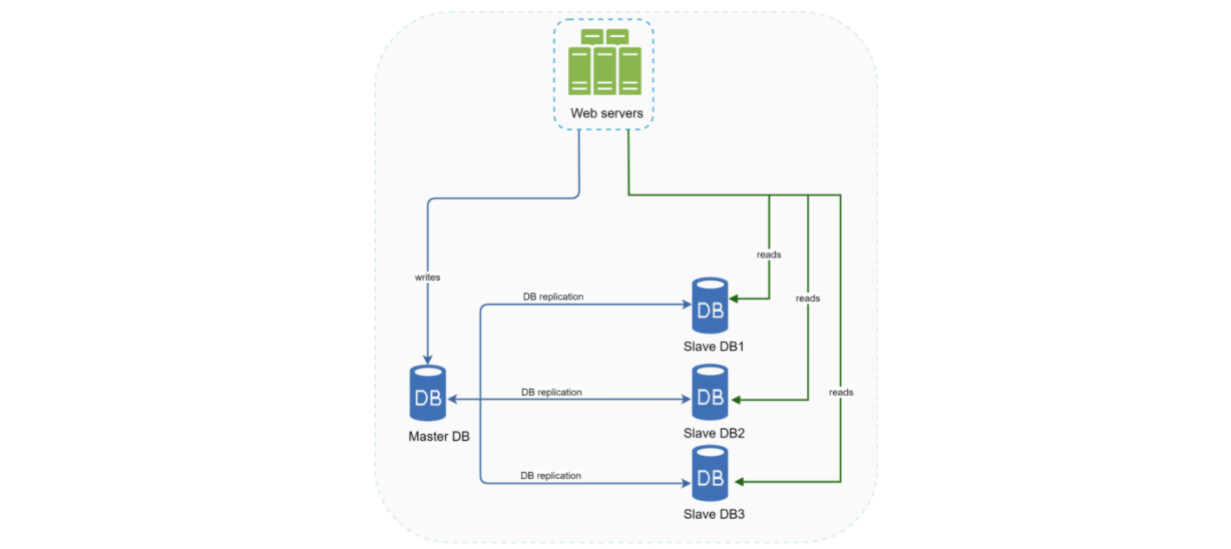 Web servers
writes
reads
reads
reads
DB replication
DB
Slave DB1
DB replication
DB
Master DB
DB
Slave DB2
DB replication
DB
Slave DB3